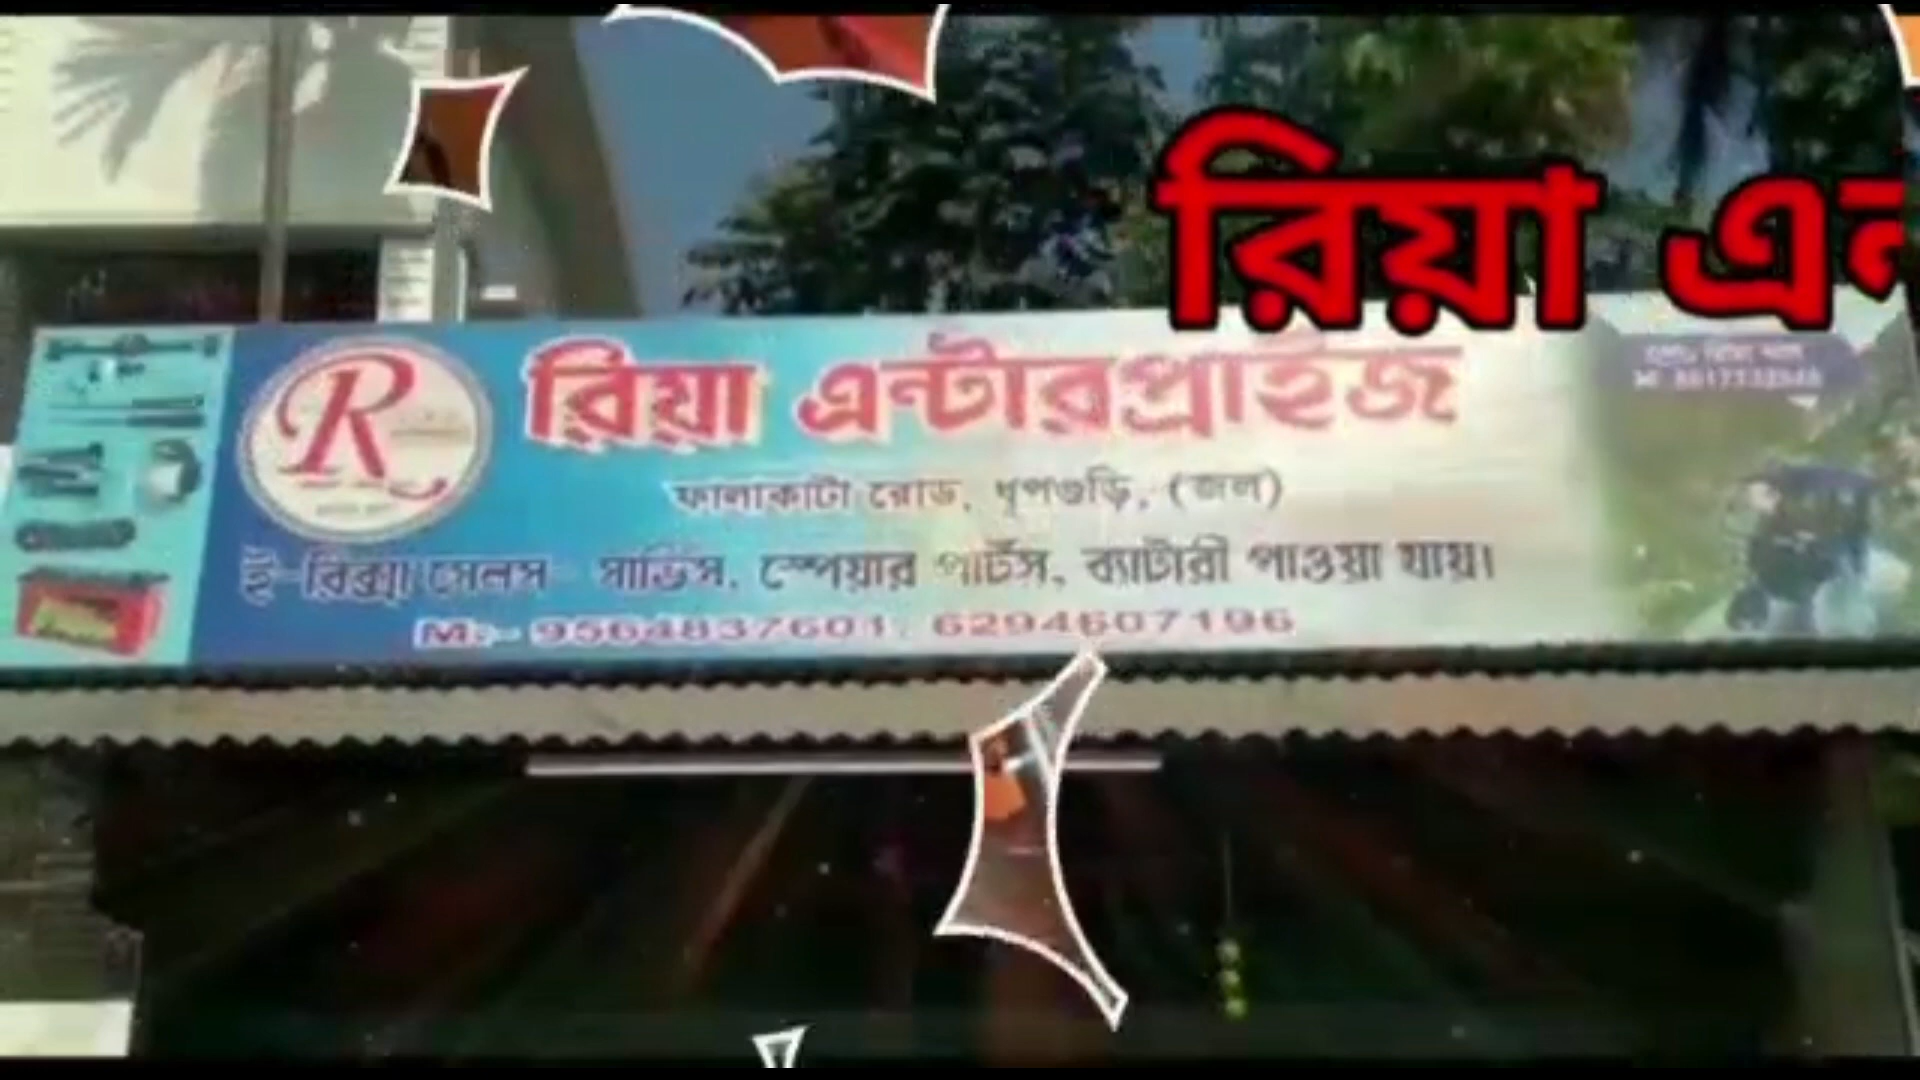 রিয়া এন
রিয়া এন্টারপ্রাইজ
R
ফালাকাটা রোড, ধূপগুড়ি, (জল)
ই-রিক্সা সেলস- সার্ভিস, স্পেয়ার পার্টস, ব্যাটারী পাওয়া যায়।
M:- 9564837601, 6294607196